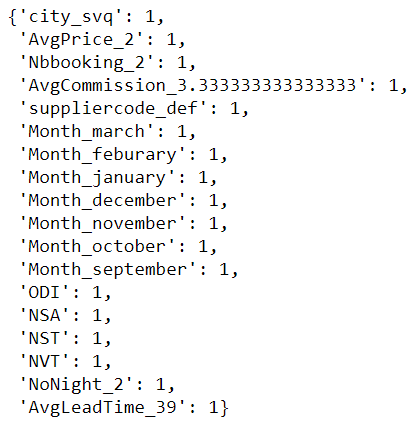 {'city_svq': 1,
'AvgPrice_2': 1,
'Nbbooking_2': 1,
'AvgCommission_3.333333333333333': 1,
'suppliercode_def': 1,
'Month_march': 1,
'Month_feburary': 1,
'Month_january': 1,
'Month_december': 1,
'Month_november': 1,
'Month_october': 1,
'Month_september': 1,
'ODI': 1,
'NSA': 1,
'NST': 1,
'NVT': 1,
'NoNight_2': 1,
'AvgLeadTime_39': 1}